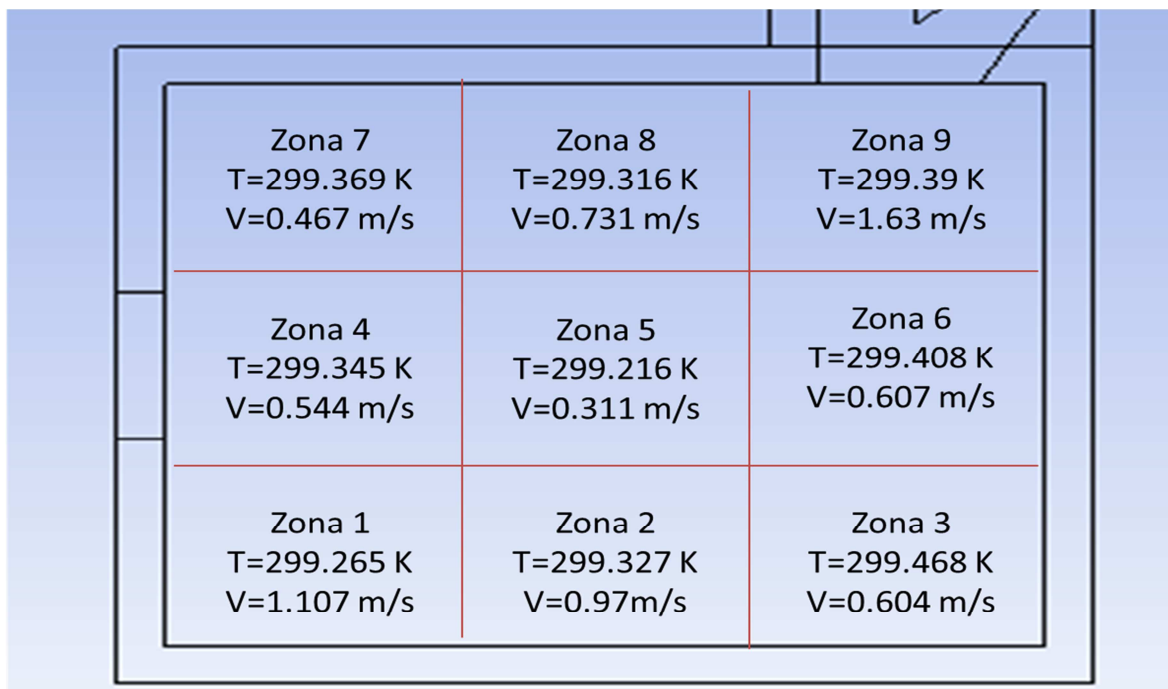 Zona 7
T=299.369 K
V=0.467 m/s
Zona 8
T=299.316 K
V=0.731 m/s
Zona 9
T=299.39 K
V=1.63 m/s
Zona 4
T=299.345 K
V=0.544 m/s
Zona 5
T=299.216 K
V=0.311 m/s
Zona 6
T=299.408 K
V=0.607 m/s
Zona 1
T=299.265 K
V=1.107 m/s
Zona 2
T=299.327 K
V=0.97m/s
Zona 3
T=299.468 K
V=0.604 m/s